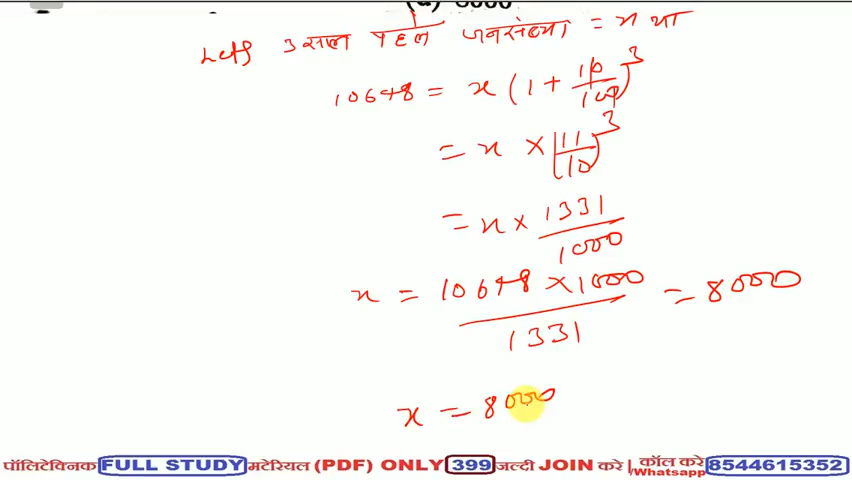 (d) 8000
Let 3 साल पहले जनसंख्या = x था
10648 = x (1 + 10/100)^3
= x × (11/10)^3
= x × 1331/1000
x = 10648 × 1000/1331 = 8000
x = 8000
पॉलिटेक्निक FULL STUDY मटेरियल (PDF) ONLY 399 जल्दी JOIN करे | कॉल करे/Whatsapp 8544615352